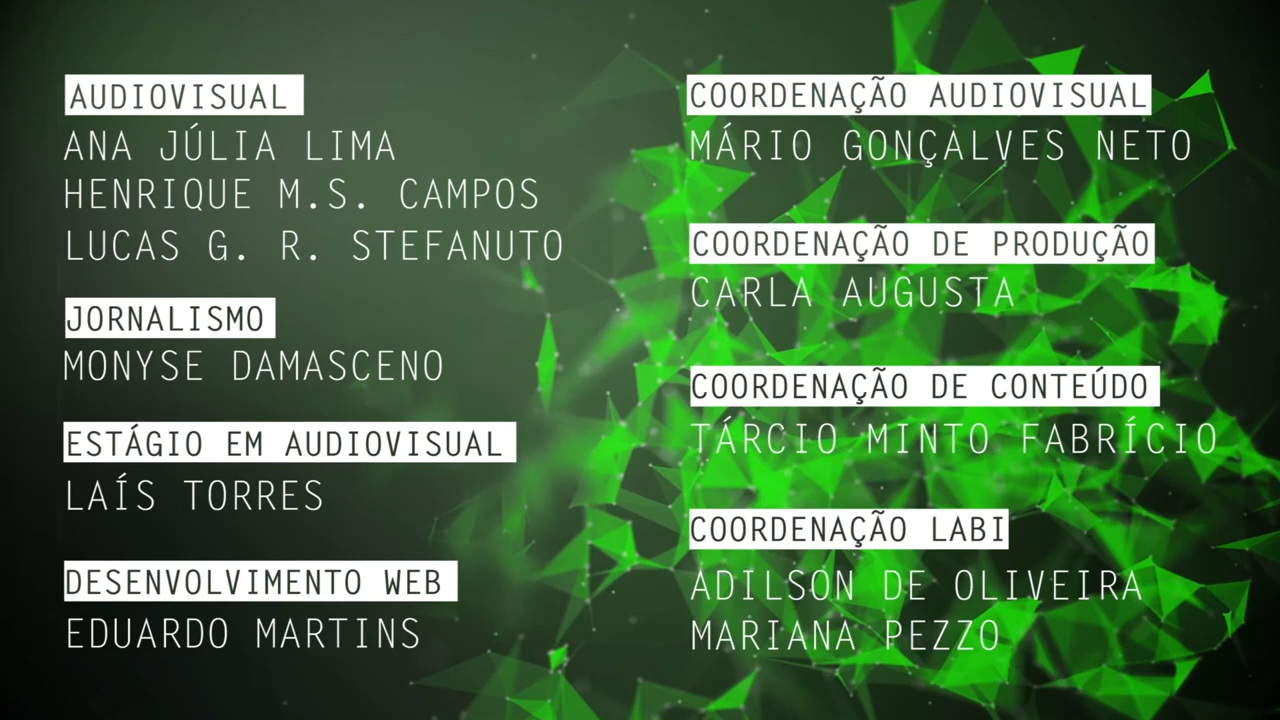 AUDIOVISUAL
ANA JÚLIA LIMA
HENRIQUE M.S. CAMPOS
LUCAS G. R. STEFANUTO
JORNALISMO
MONYSE DAMASCENO
ESTÁGIO EM AUDIOVISUAL
LAÍS TORRES
DESENVOLVIMENTO WEB
EDUARDO MARTINS
COORDENAÇÃO AUDIOVISUAL
MÁRIO GONÇALVES NETO
COORDENAÇÃO DE PRODUÇÃO
CARLA AUGUSTA
COORDENAÇÃO DE CONTEÚDO
TÁRCIO MINTO FABRÍCIO
COORDENAÇÃO LABI
ADILSON DE OLIVEIRA
MARIANA PEZZO